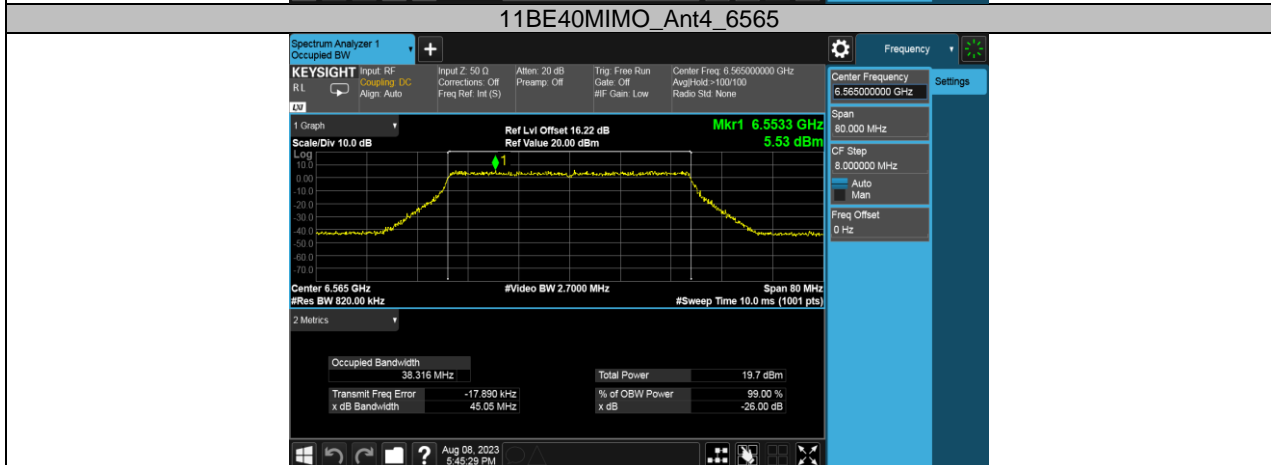 11BE40MIMO_Ant4_6565
Spectrum Analyzer 1
Occupied BW
+
Frequency
KEYSIGHT
R L
LXI
Input: RF
Coupling: DC
Align: Auto
Input Z: 50 Ω
Corrections: Off
Freq Ref: Int (S)
Atten: 20 dB
Preamp: Off
Trig: Free Run
Gate: Off
#IF Gain: Low
Center Freq: 6.565000000 GHz
Avg|Hold:>100/100
Radio Std: None
Center Frequency
6.565000000 GHz
Settings
Span
80.000 MHz
CF Step
8.000000 MHz
Auto
Man
Freq Offset
0 Hz
1 Graph
Scale/Div 10.0 dB
Ref Lvl Offset 16.22 dB
Ref Value 20.00 dBm
Mkr1 6.5533 GHz
5.53 dBm
Log
10.0
0.00
-10.0
-20.0
-30.0
-40.0
-50.0
-60.0
-70.0
1
Center 6.565 GHz
#Res BW 820.00 kHz
#Video BW 2.7000 MHz
Span 80 MHz
#Sweep Time 10.0 ms (1001 pts)
2 Metrics
Occupied Bandwidth
38.316 MHz
Total Power 19.7 dBm
Transmit Freq Error -17.890 kHz
% of OBW Power 99.00 %
x dB Bandwidth 45.05 MHz
x dB -26.00 dB
?
Aug 08, 2023
5:45:29 PM